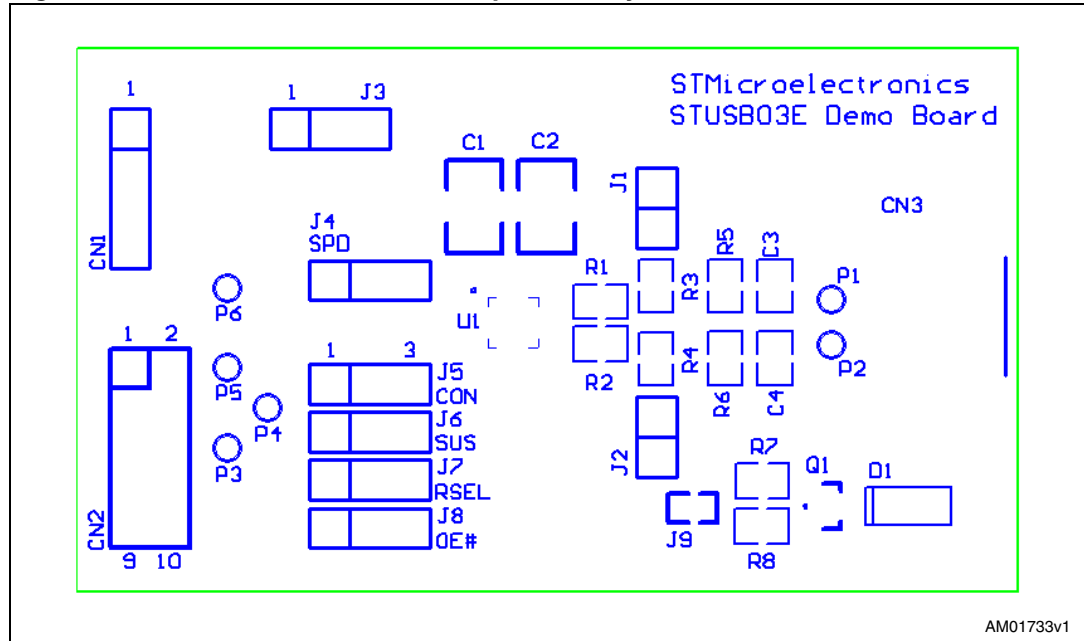 1
1 J3
STMicroelectronics
STUSB03E Demo Board
C1 C2
J1
CN3
J4
SPD
CN1
R1
R3
R5
C3
P1
P6
U1
1 2
1 3
R2
R4
R6
C4
P2
J5
CON
P5
P4
J6
SUS
P3
J7
RSEL
J2
R7
Q1
D1
J8
OE#
CN2
9 10
J9
R8
AM01733v1